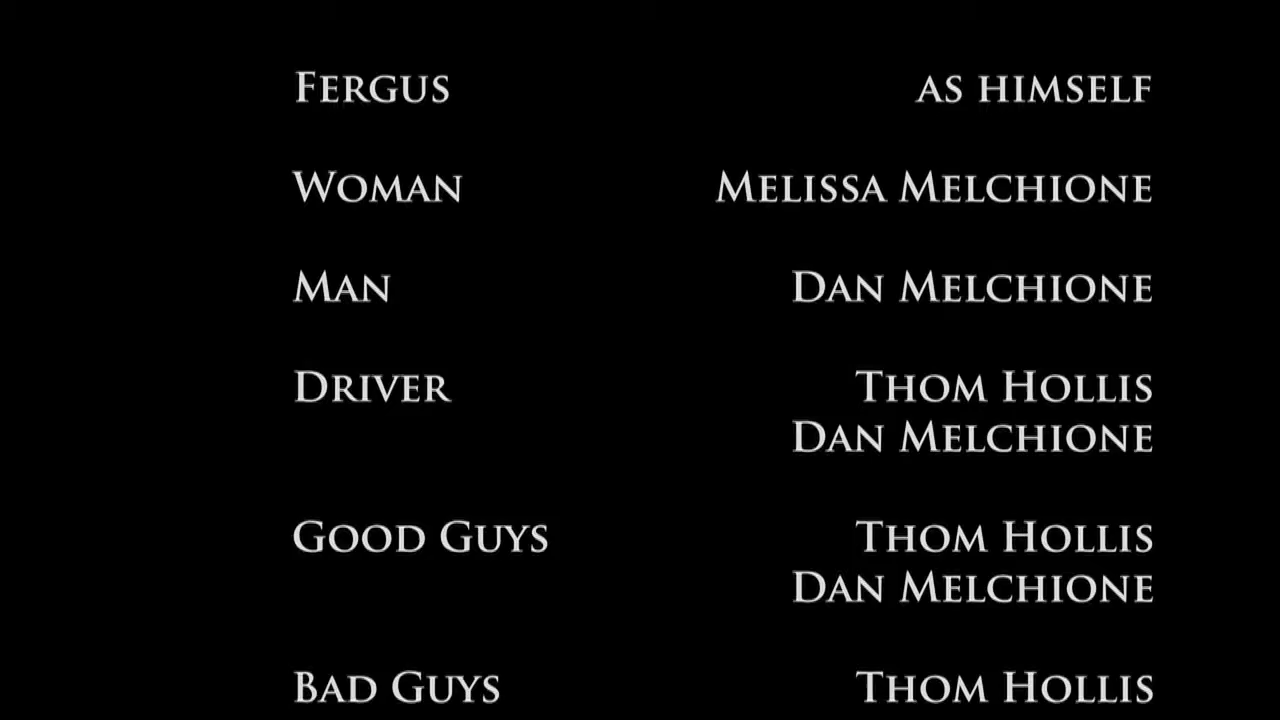 Fergus as himself
Woman Melissa Melchione
Man Dan Melchione
Driver Thom Hollis
Dan Melchione
Good Guys Thom Hollis
Dan Melchione
Bad Guys Thom Hollis